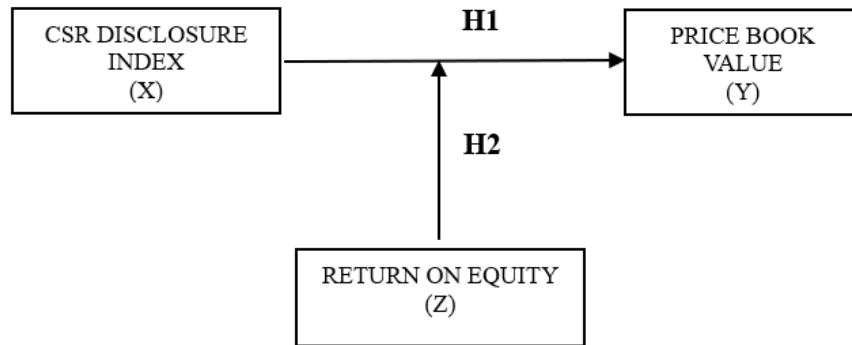 CSR DISCLOSURE
INDEX
(X)
H1
PRICE BOOK
VALUE
(Y)
H2
RETURN ON EQUITY
(Z)